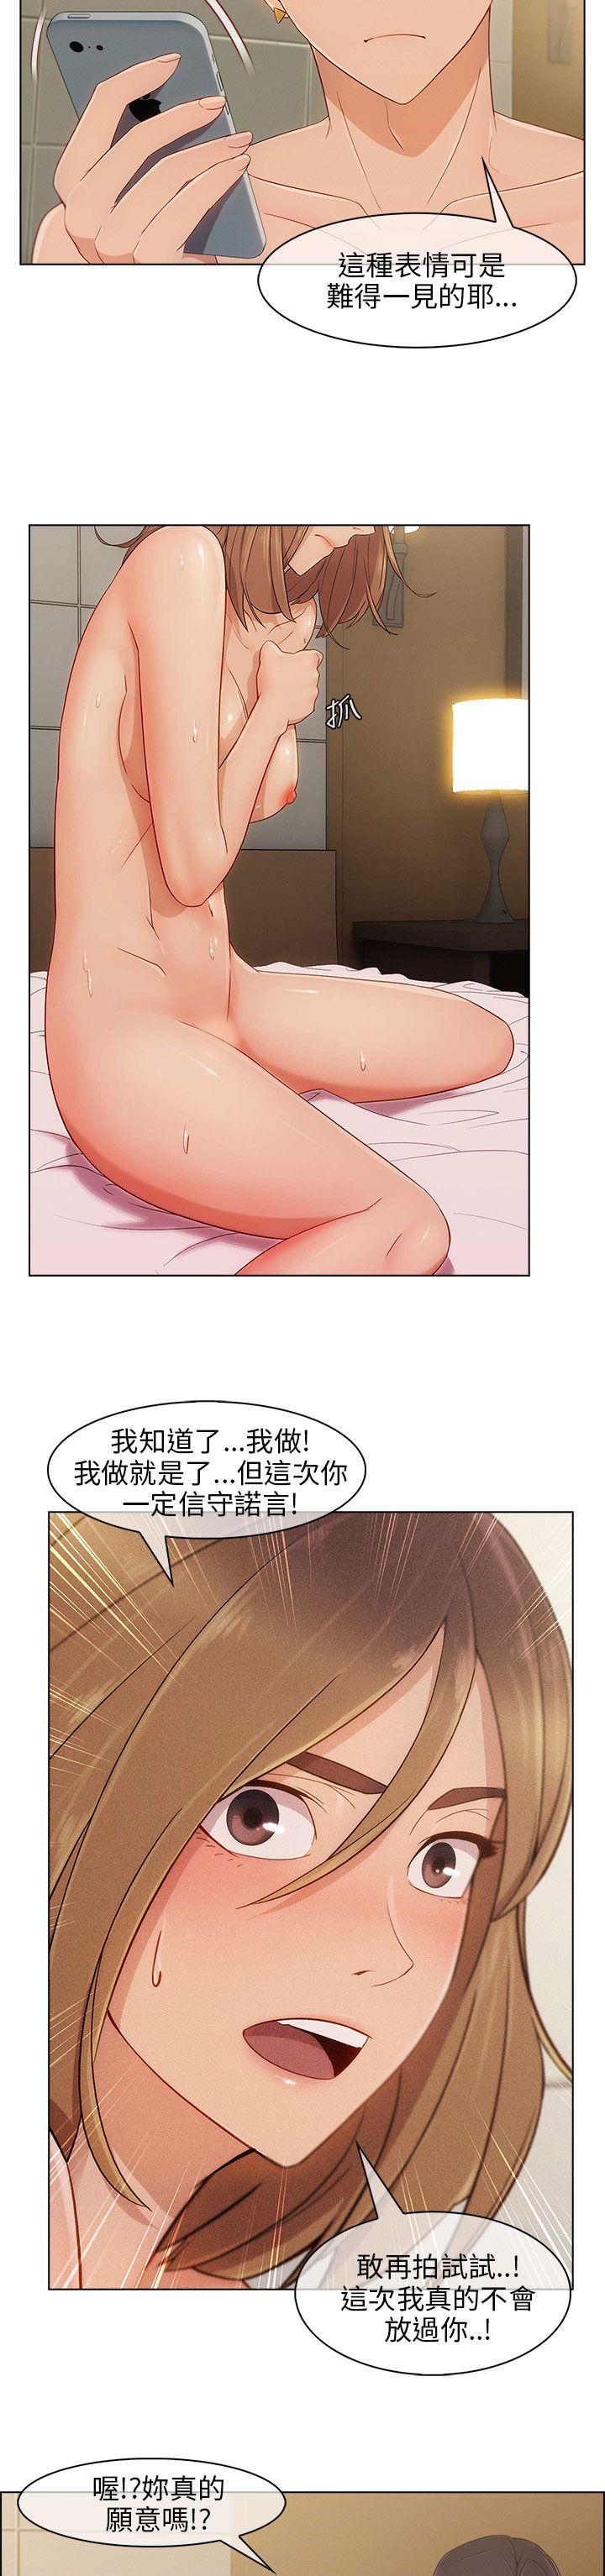 這種表情可是
難得一見的耶...
抓
我知道了...我做!
我做就是了...但這次你
一定信守諾言!
敢再拍試試..!
這次我真的不會
放過你..!
喔!?妳真的
願意嗎!?